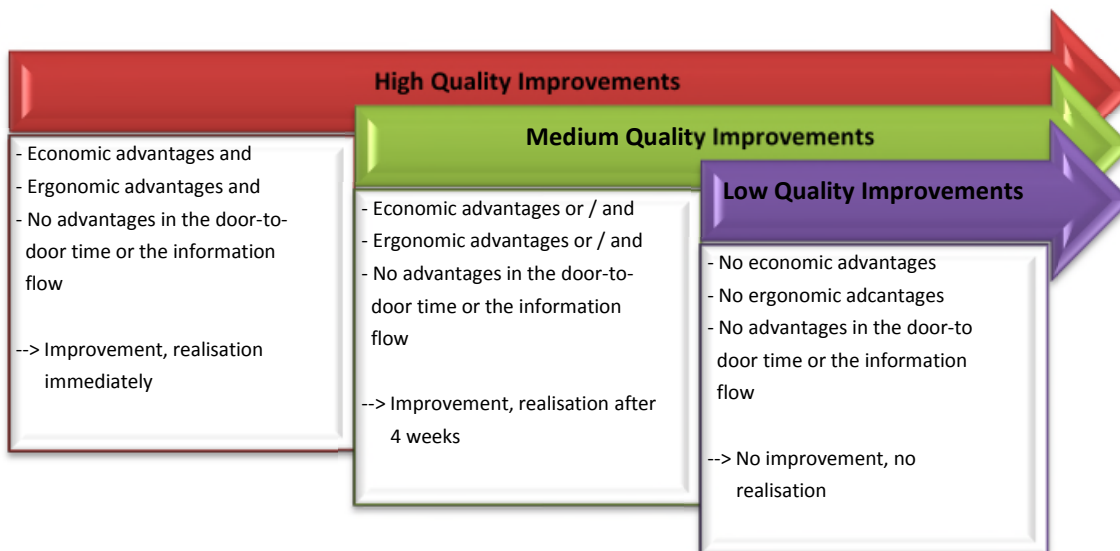 High Quality Improvements
- Economic advantages and
- Ergonomic advantages and
- No advantages in the door-to-
door time or the information
flow
--> Improvement, realisation
immediately
Medium Quality Improvements
- Economic advantages or / and
- Ergonomic advantages or / and
- No advantages in the door-to-
door time or the information
flow
--> Improvement, realisation after
4 weeks
Low Quality Improvements
- No economic advantages
- No ergonomic adcantages
- No advantages in the door-to
door time or the information
flow
--> No improvement, no
realisation